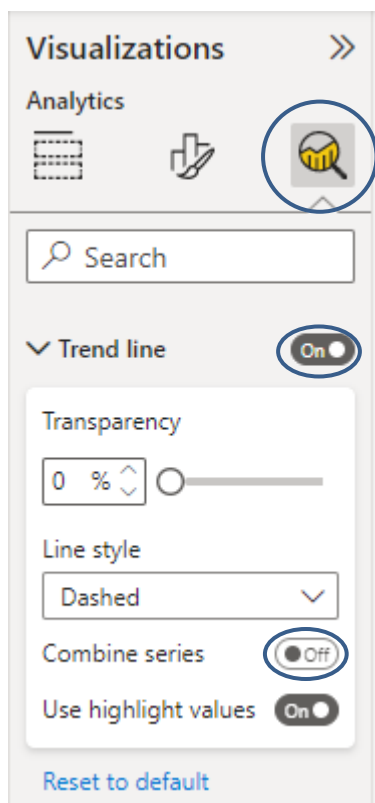 Visualizations
Analytics
Search
Trend line On
Transparency
0 %
Line style
Dashed
Combine series Off
Use highlight values On
Reset to default